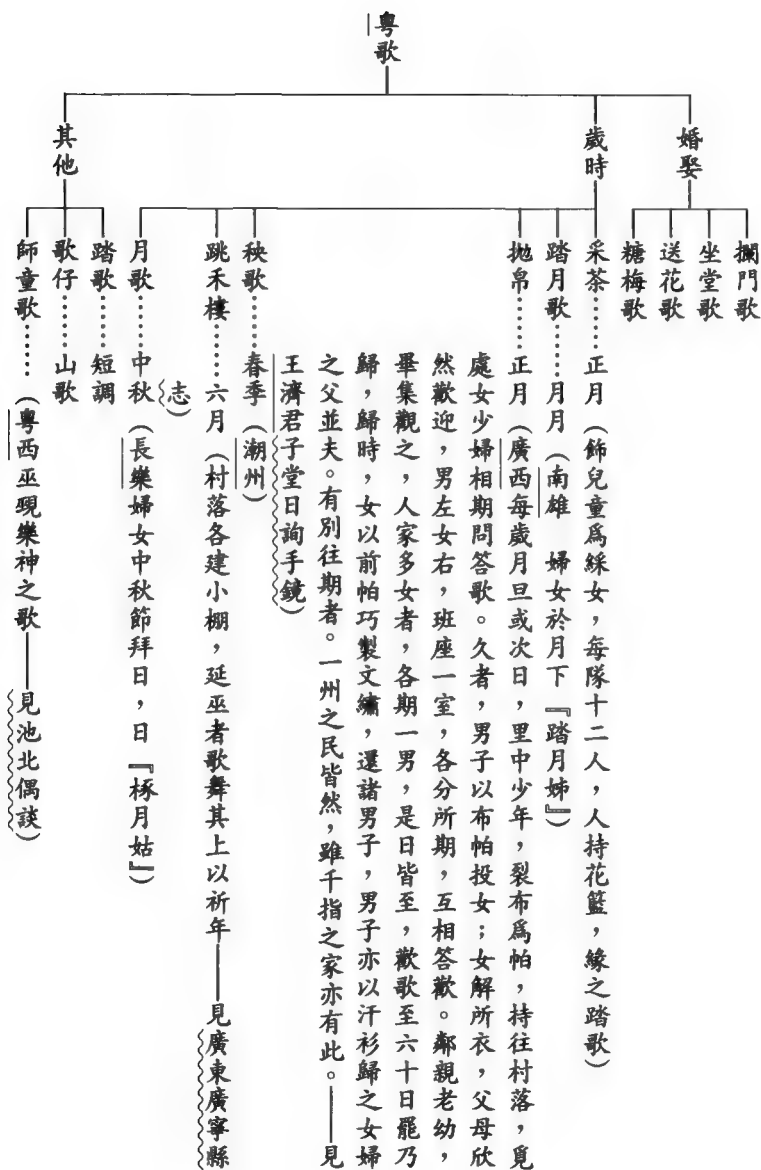 粵歌
婚娶
攔門歌
坐堂歌
送花歌
糖梅歌
歲時
采茶……正月（飾兒童爲綵女，每隊十二人，人持花籃，緣之踏歌）
踏月歌……月月（南雄 婦女於月下『踏月姊』）
拋帛……正月（廣西每歲月旦或次日，里中少年，裂布爲帕，持往村落，覓
處女少婦相期問答歌。久者，男子以布帕投女；女解所衣，父母欣
然歡迎，男左女右，班座一室，各分所期，互相答歡。鄰親老幼，
畢集觀之，人家多女者，各期一男，是日皆至，歡歌至六十日罷乃
歸，歸時，女以前帕巧製文繡，還諸男子，男子亦以汗衫歸之女婦
之父並夫。有別往期者。一州之民皆然，雖千指之家亦有此。——見
王濟君子堂日詢手鏡）
秧歌……春季（潮州）
跳禾樓……六月（村落各建小棚，延巫者歌舞其上以祈年——見廣東廣寧縣
志）
月歌……中秋（長樂婦女中秋節拜日，日『椓月姑』）
其他
踏歌……短調
歌仔……山歌
師童歌……（粵西巫覡樂神之歌——見池北偶談）